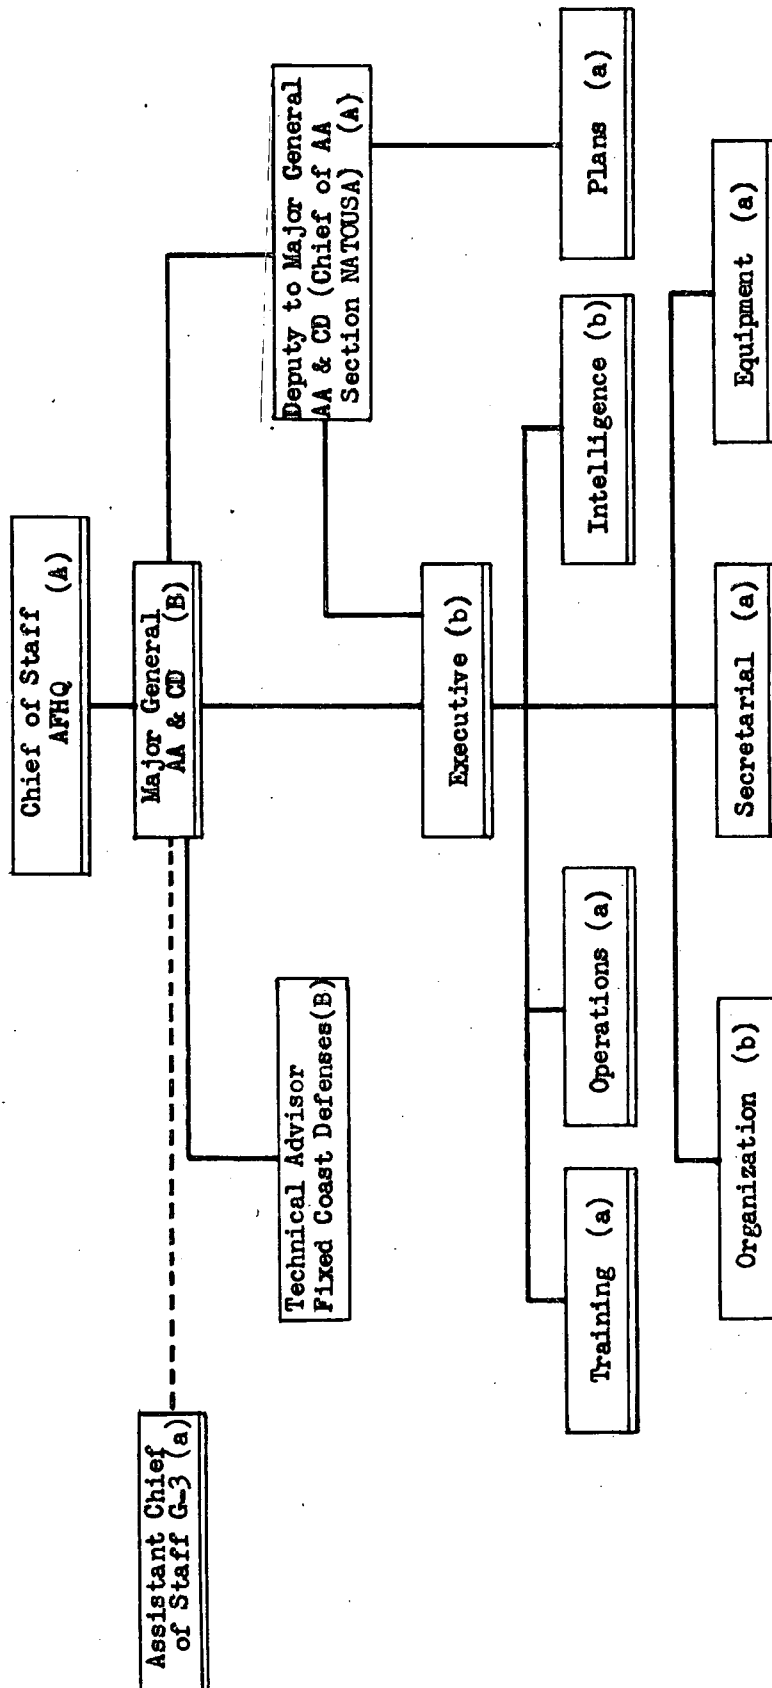 Chief of Staff
AFHQ (A)
Assistant Chief
of Staff G-3 (a)
Major General
AA & CD (B)
Technical Advisor
Fixed Coast Defenses(B)
Deputy to Major General
AA & CD (Chief of AA
Section NATOUSA) (A)
Executive (b)
Training (a)
Operations (a)
Intelligence (b)
Plans (a)
Organization (b)
Secretarial (a)
Equipment (a)